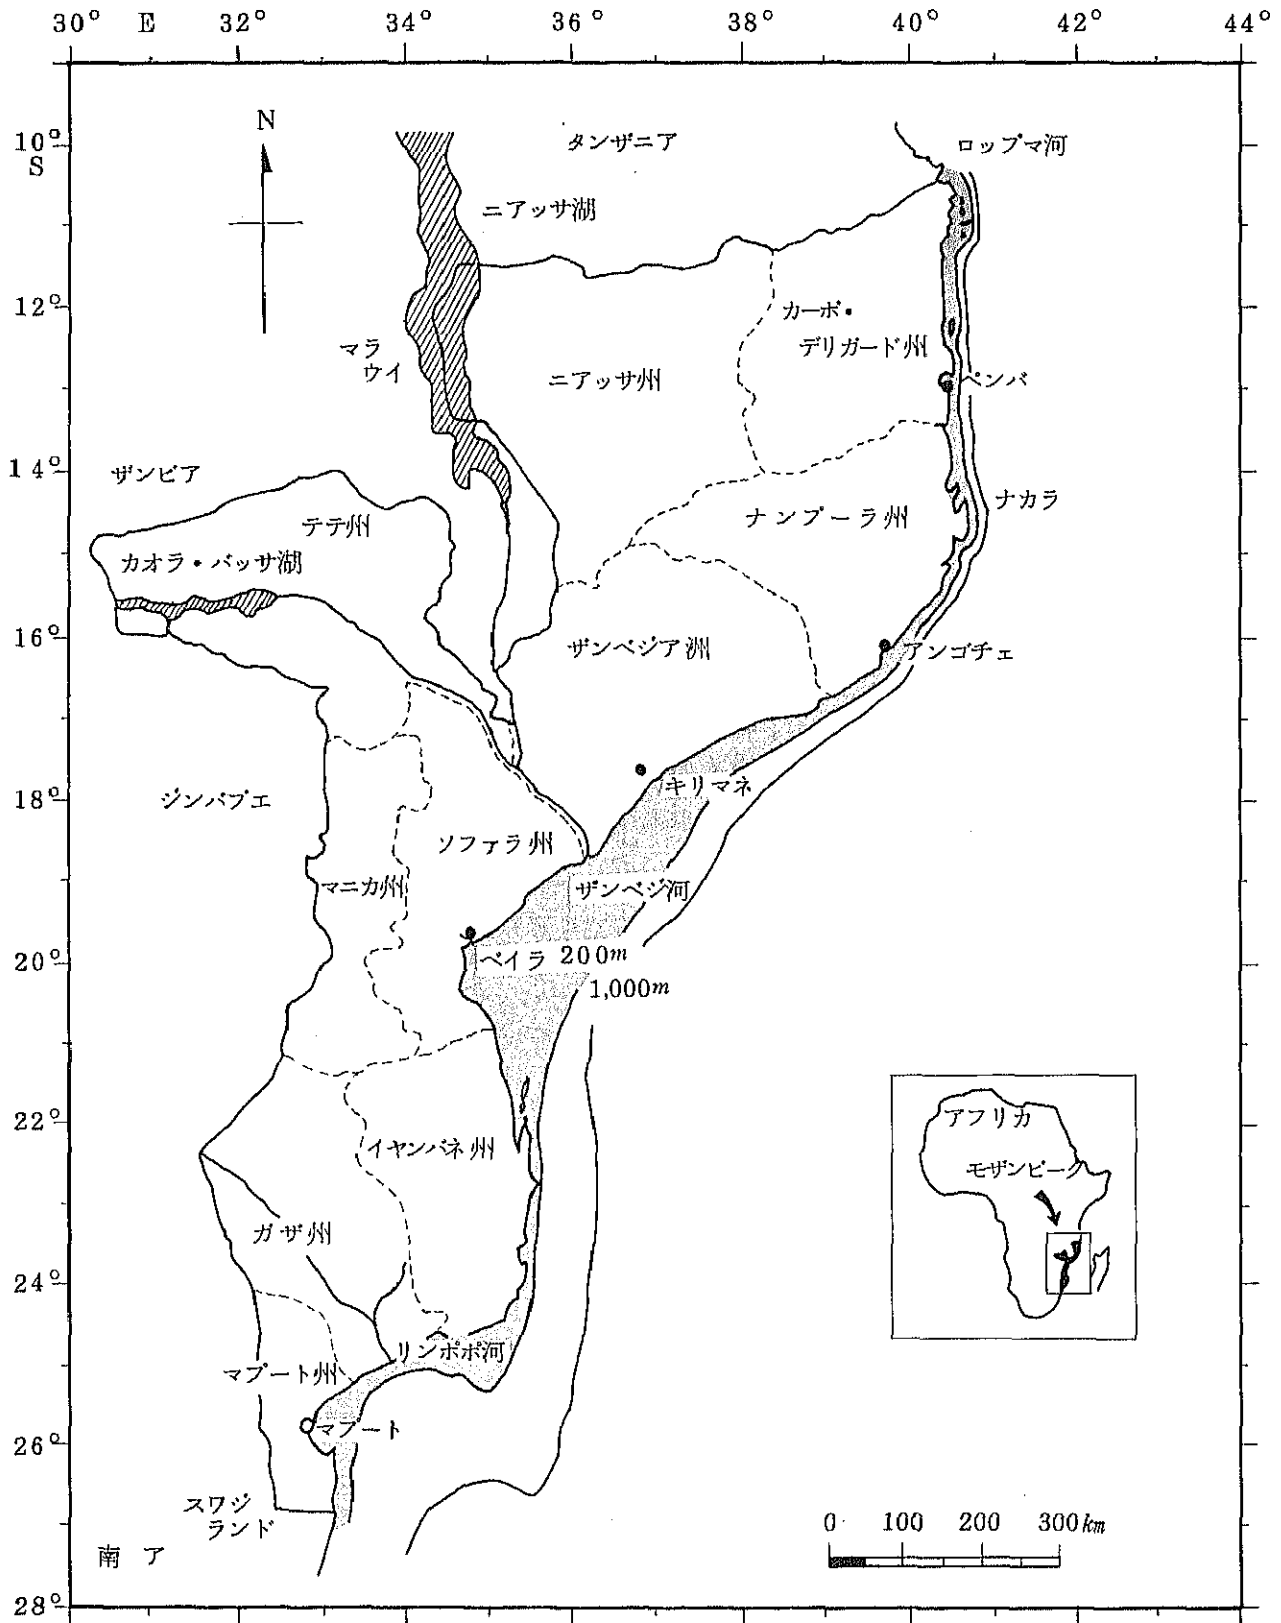 30° E 32° 34° 36° 38° 40° 42° 44°
N
10°
S
タンザニア
ロップマ河
ニアッサ湖
12°
カーボ・
デリガード州
マラ
ウイ
ニアッサ州
ペンバ
14°
ザンビア
ナカラ
テテ州
ナンプーラ州
カオラ・バッサ湖
16°
ザンベジア洲
アンゴチェ
キリマネ
18°
ジンバブエ
ソファラ州
マニカ州
ザンベジ河
20°
ベイラ 200m
1,000m
22°
イヤンバネ州
アフリカ
モザンビーク
ガザ州
24°
リンポポ河
マプート州
マプート
26°
スワジ
ランド
0 100 200 300km
南ア
28°